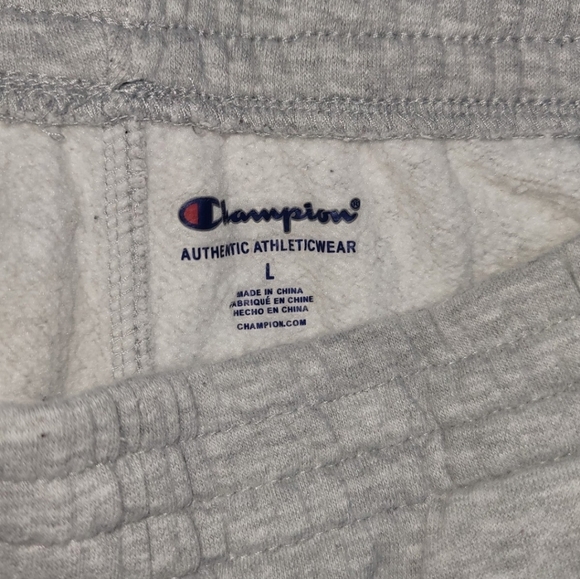 Champion®
AUTHENTIC ATHLETICWEAR
L
MADE IN CHINA
FABRIQUÉ EN CHINE
HECHO EN CHINA
CHAMPION.COM